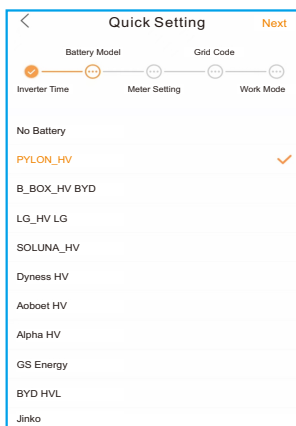 Quick Setting
Next
Battery Model
Grid Code
Inverter Time
Meter Setting
Work Mode
No Battery
PYLON_HV
B_BOX_HV BYD
LG_HV LG
SOLUNA_HV
Dyness HV
Aoboet HV
Alpha HV
GS Energy
BYD HVL
Jinko